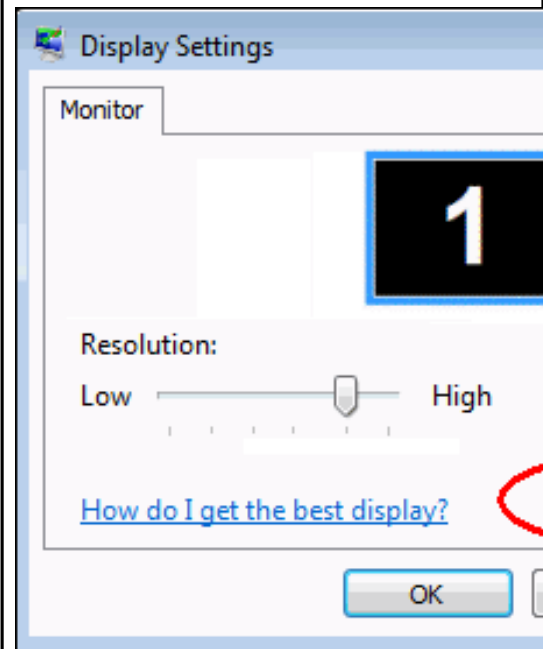 Display Settings
Monitor
1
Resolution:
Low High
How do I get the best display?
OK